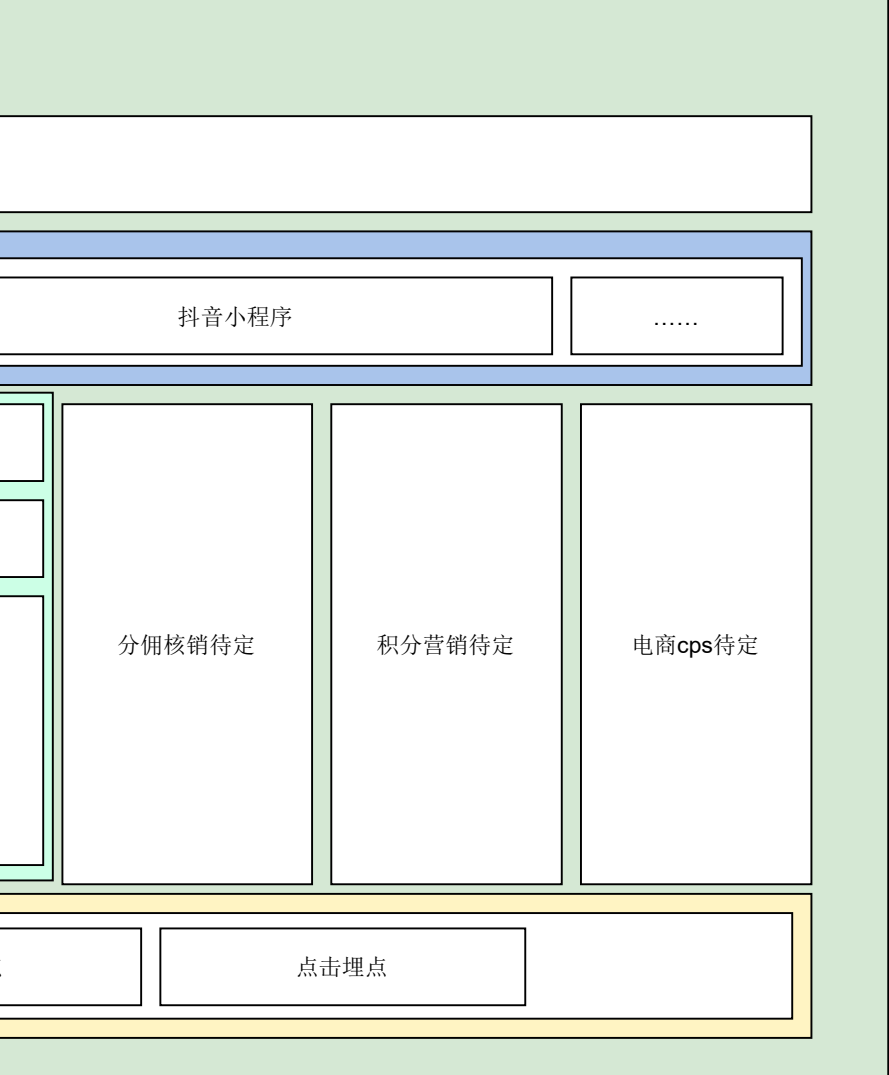 抖音小程序
……
分佣核销待定
积分营销待定
电商cps待定
点击埋点